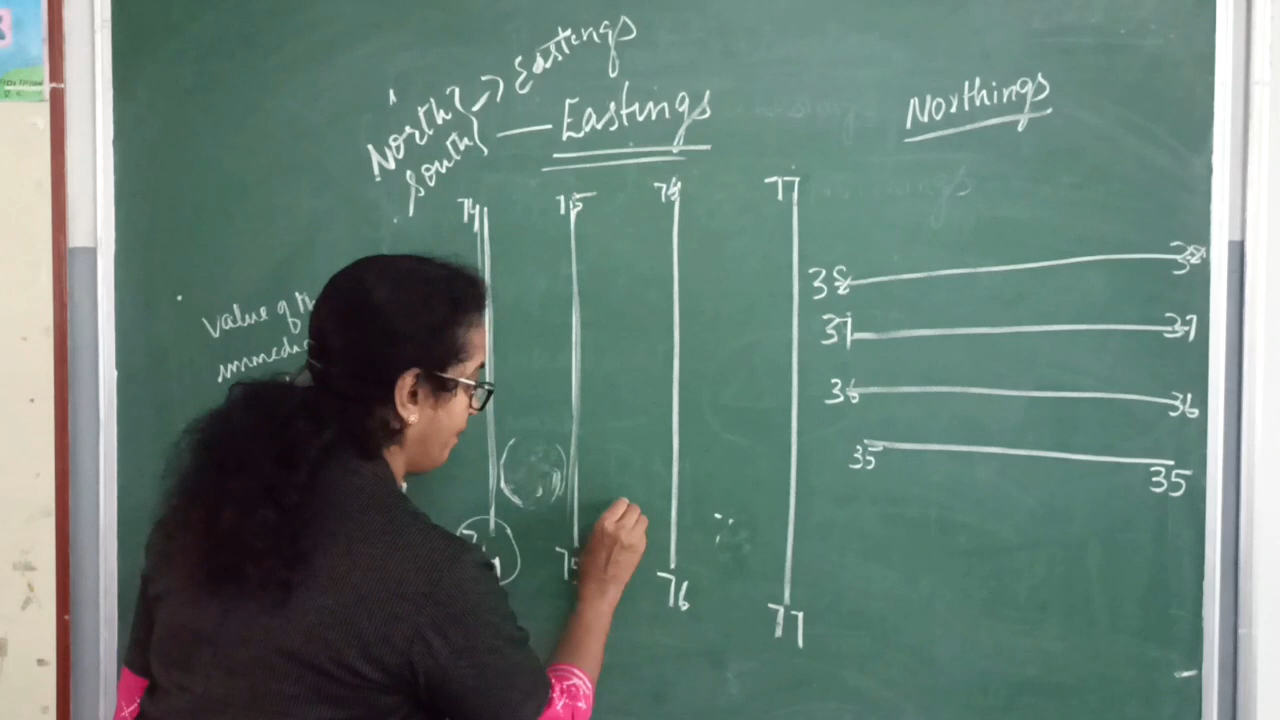 North } → Eastings
South } — Eastings
Northings
74 75 76 77
value of
immedia
38 38
37 37
36 36
35 35
75 76
77